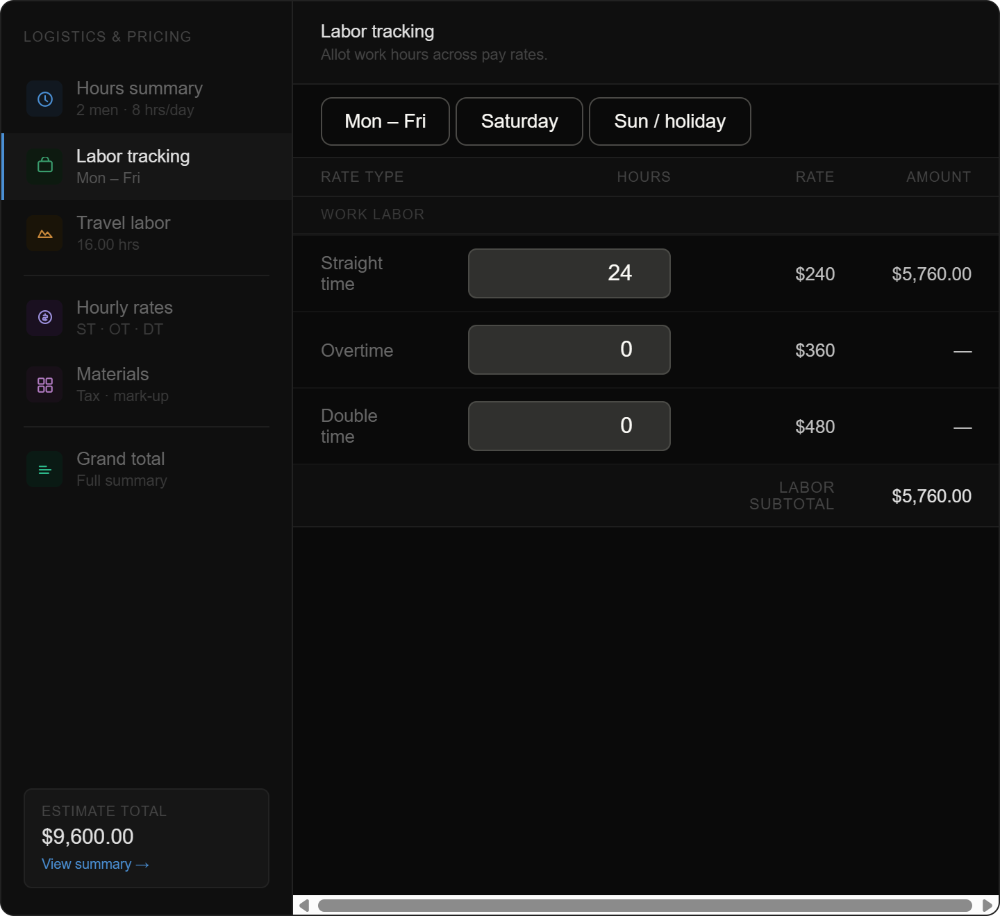 LOGISTICS & PRICING
Hours summary
2 men · 8 hrs/day
Labor tracking
Mon – Fri
Travel labor
16.00 hrs
Hourly rates
ST · OT · DT
Materials
Tax · mark-up
Grand total
Full summary
ESTIMATE TOTAL
$9,600.00
View summary →
Labor tracking
Allot work hours across pay rates.
Mon – Fri Saturday Sun / holiday
RATE TYPE HOURS RATE AMOUNT
WORK LABOR
Straight
time 24 $240 $5,760.00
Overtime 0 $360 —
Double
time 0 $480 —
LABOR
SUBTOTAL $5,760.00